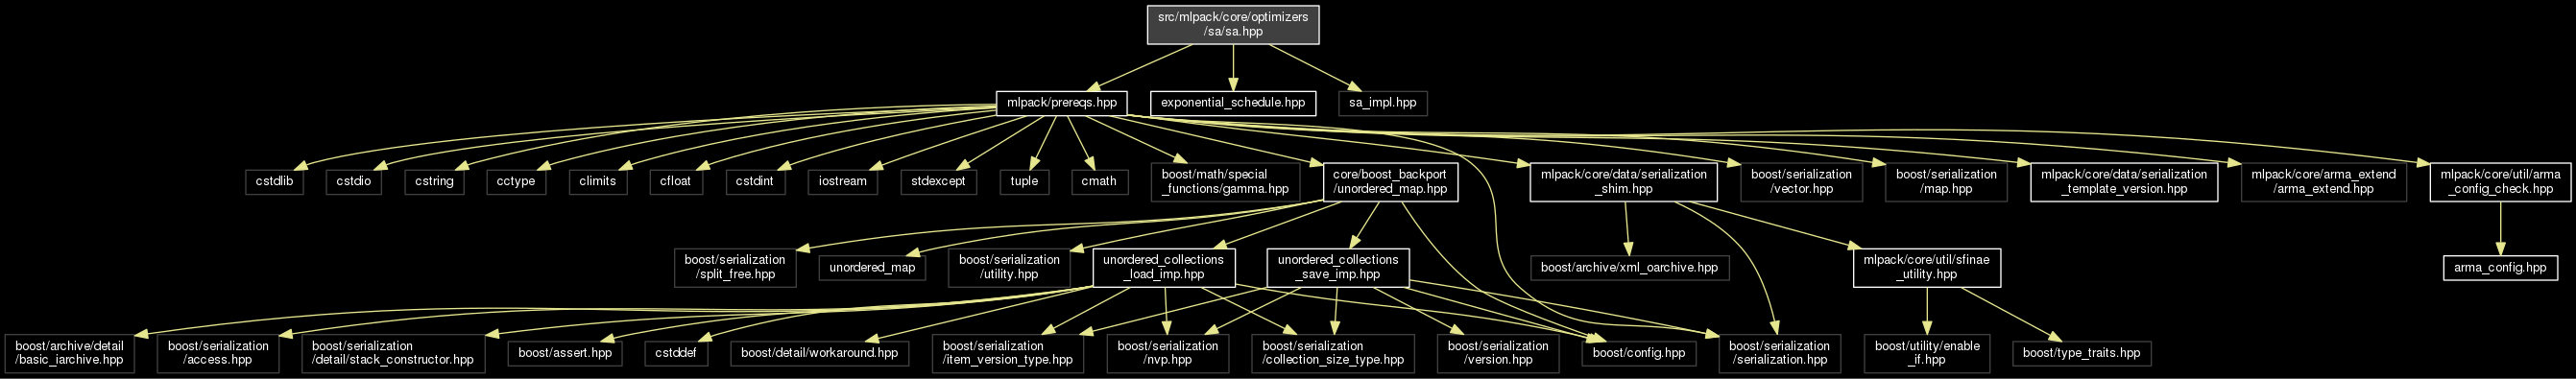 src/mlpack/core/optimizers
/sa/sa.hpp
mlpack/prereqs.hpp
exponential_schedule.hpp
sa_impl.hpp
cstdlib
cstdio
cstring
cctype
climits
cfloat
cstdint
iostream
stdexcept
tuple
cmath
boost/math/special
_functions/gamma.hpp
core/boost_backport
/unordered_map.hpp
mlpack/core/data/serialization
_shim.hpp
boost/serialization
/vector.hpp
boost/serialization
/map.hpp
mlpack/core/data/serialization
_template_version.hpp
mlpack/core/arma_extend
/arma_extend.hpp
mlpack/core/util/arma
_config_check.hpp
boost/serialization
/split_free.hpp
unordered_map
boost/serialization
/utility.hpp
unordered_collections
_load_imp.hpp
unordered_collections
_save_imp.hpp
boost/archive/xml_oarchive.hpp
mlpack/core/util/sfinae
_utility.hpp
arma_config.hpp
boost/archive/detail
/basic_iarchive.hpp
boost/serialization
/access.hpp
boost/serialization
/detail/stack_constructor.hpp
boost/assert.hpp
cstddef
boost/detail/workaround.hpp
boost/serialization
/item_version_type.hpp
boost/serialization
/nvp.hpp
boost/serialization
/collection_size_type.hpp
boost/serialization
/version.hpp
boost/config.hpp
boost/serialization
/serialization.hpp
boost/utility/enable
_if.hpp
boost/type_traits.hpp